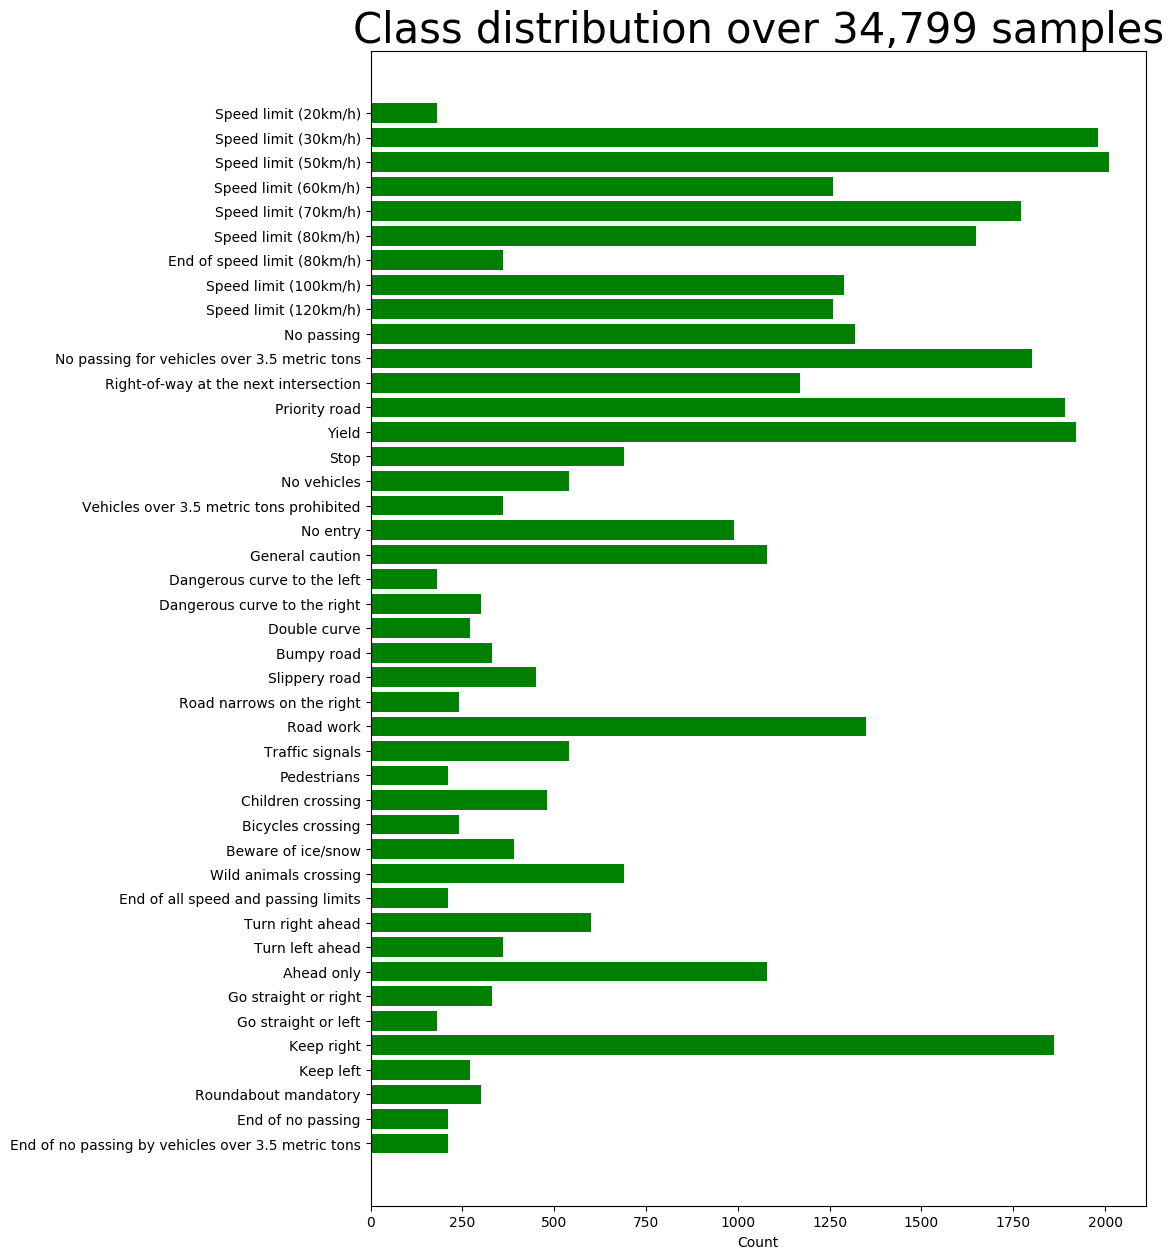 Class distribution over 34,799 samples
Speed limit (20km/h)
Speed limit (30km/h)
Speed limit (50km/h)
Speed limit (60km/h)
Speed limit (70km/h)
Speed limit (80km/h)
End of speed limit (80km/h)
Speed limit (100km/h)
Speed limit (120km/h)
No passing
No passing for vehicles over 3.5 metric tons
Right-of-way at the next intersection
Priority road
Yield
Stop
No vehicles
Vehicles over 3.5 metric tons prohibited
No entry
General caution
Dangerous curve to the left
Dangerous curve to the right
Double curve
Bumpy road
Slippery road
Road narrows on the right
Road work
Traffic signals
Pedestrians
Children crossing
Bicycles crossing
Beware of ice/snow
Wild animals crossing
End of all speed and passing limits
Turn right ahead
Turn left ahead
Ahead only
Go straight or right
Go straight or left
Keep right
Keep left
Roundabout mandatory
End of no passing
End of no passing by vehicles over 3.5 metric tons
0 250 500 750 1000 1250 1500 1750 2000
Count